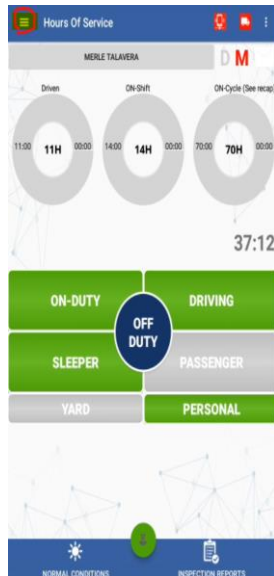 Hours Of Service
MERLE TALAVERA
D M
Driven
ON-Shift
ON-Cycle (See recap)
11:00 11H 00:00
14:00 14H 00:00
70:00 70H 00:00
37:12
ON-DUTY
DRIVING
OFF DUTY
SLEEPER
PASSENGER
YARD
PERSONAL
NORMAL CONDITIONS
INSPECTION REPORTS